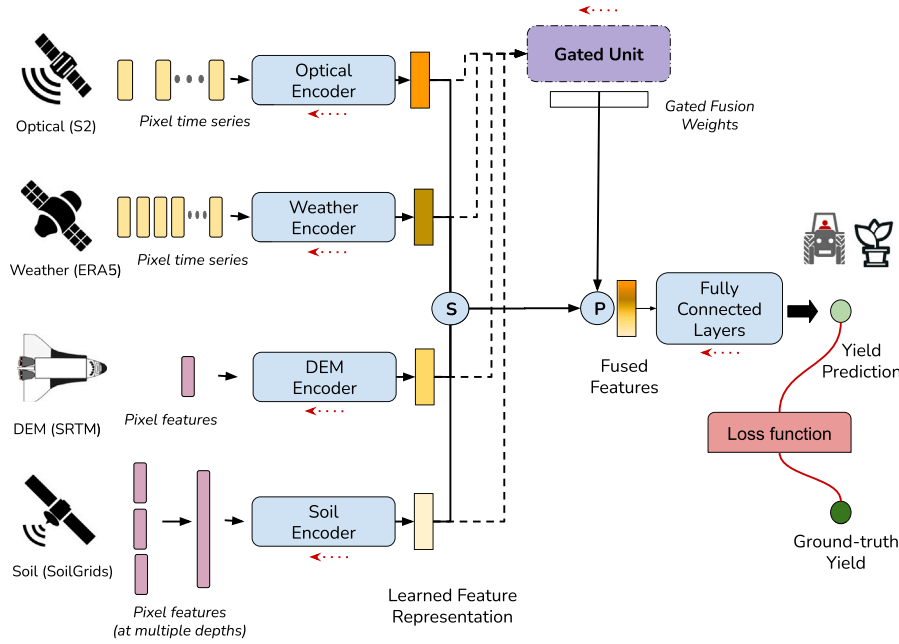 Optical (S2)
Pixel time series
Optical
Encoder
Gated Unit
Gated Fusion
Weights
Weather (ERA5)
Pixel time series
Weather
Encoder
S
P
Fully
Connected
Layers
Fused
Features
Yield
Prediction
DEM (SRTM)
Pixel features
DEM
Encoder
Loss function
Soil (SoilGrids)
Pixel features
(at multiple depths)
Soil
Encoder
Learned Feature
Representation
Ground-truth
Yield